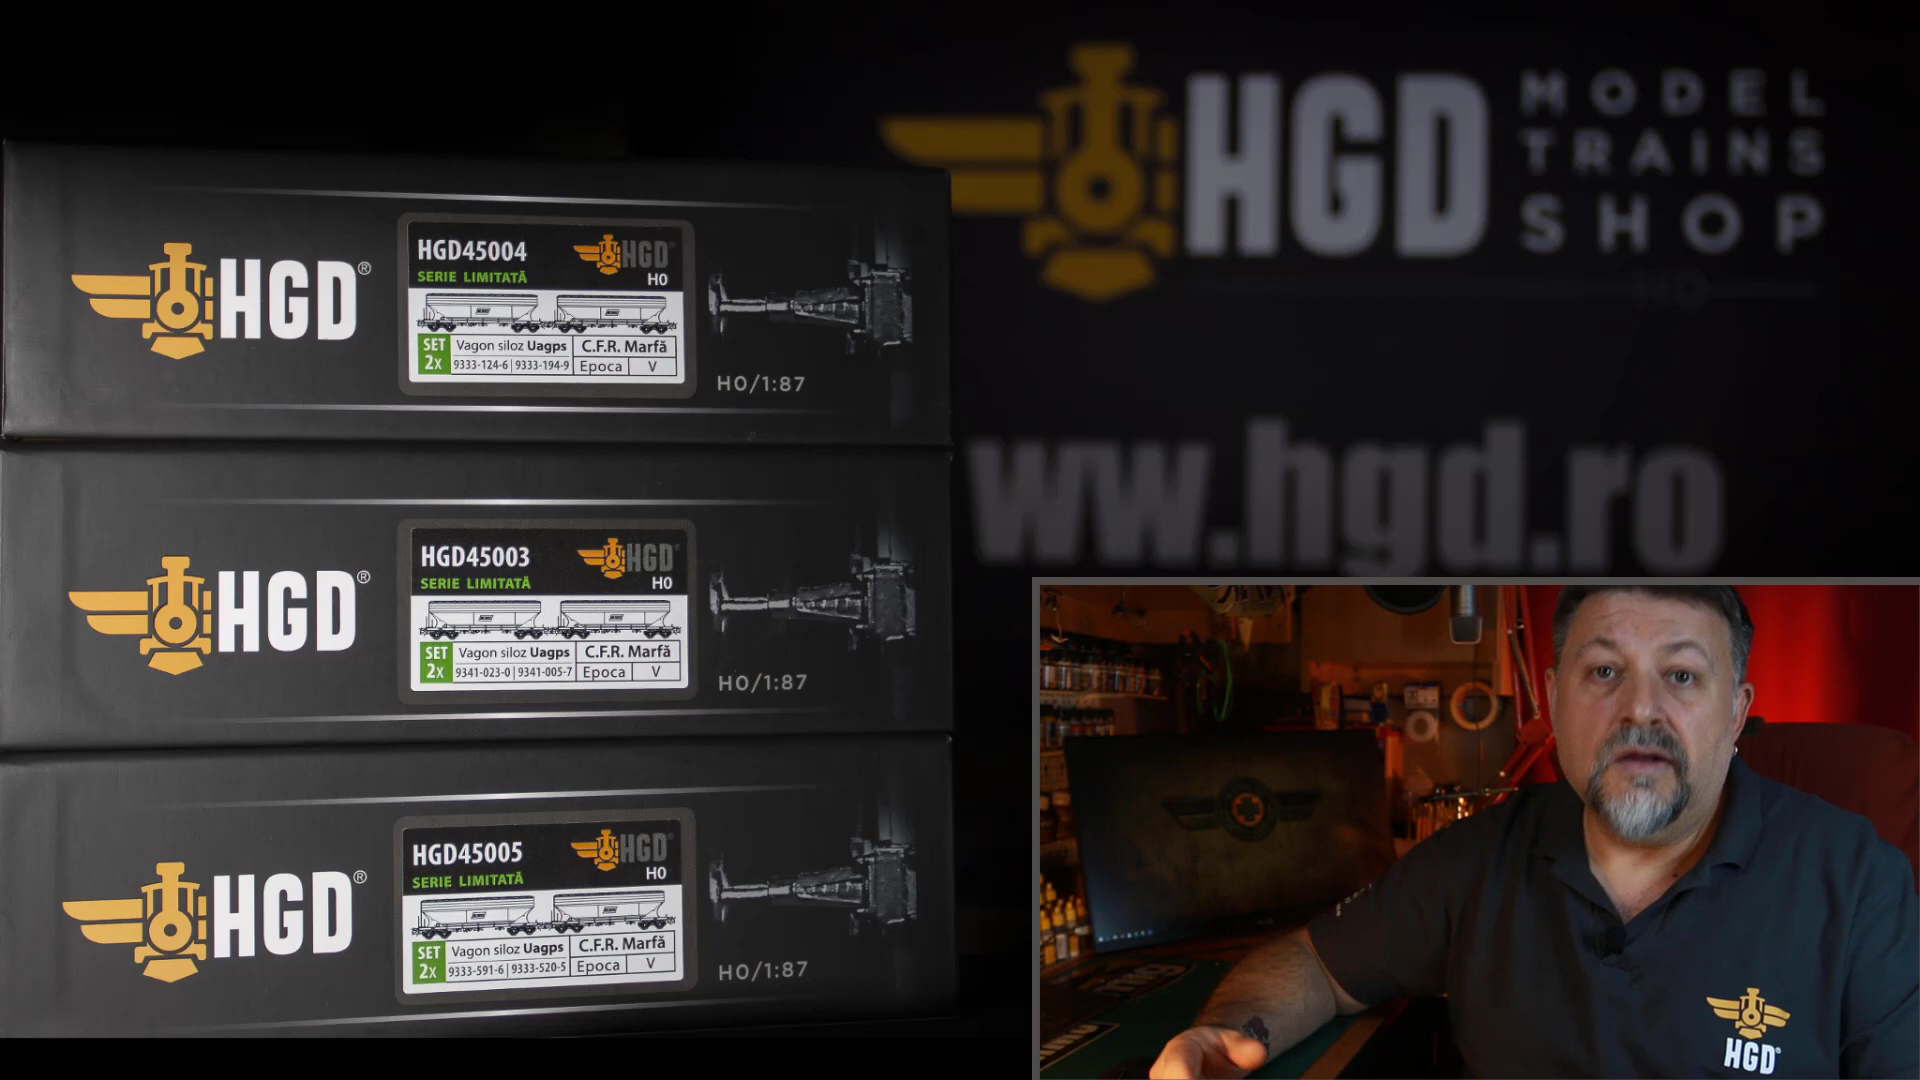 HGD
MODEL
TRAINS
SHOP
ww.hgd.ro
HGD®
HGD45004
HGD®
SERIE LIMITATĂ
H0
SET
2x
Vagon siloz Uagps
C.F.R. Marfă
9333-124-6 | 9333-194-9
Epoca
V
H0/1:87
HGD®
HGD45003
HGD®
SERIE LIMITATĂ
H0
SET
2x
Vagon siloz Uagps
C.F.R. Marfă
9341-023-0 | 9341-005-7
Epoca
V
H0/1:87
HGD®
HGD45005
HGD®
SERIE LIMITATĂ
H0
SET
2x
Vagon siloz Uagps
C.F.R. Marfă
9333-591-6 | 9333-520-5
Epoca
V
H0/1:87
HGD®